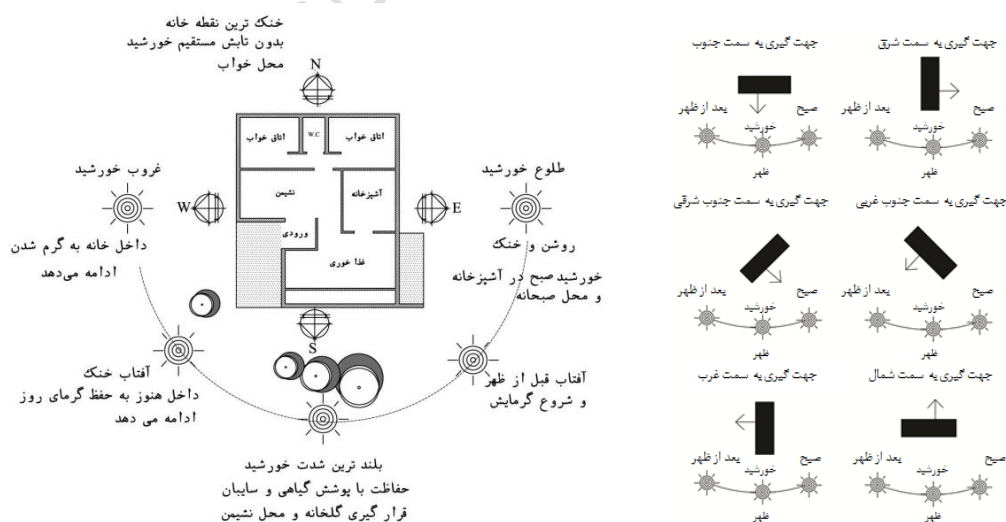 خنک ترین نقطه خانه
بدون تابش مستقیم خورشید
محل خواب
N
اتاق خواب
W.C
اتاق خواب
غروب خورشید
طلوع خورشید
نشیمن
آشپزخانه
W
E
ورودی
روشن و خنک
داخل خانه به گرم شدن
ادامه می‌دهد
غذا خوری
خورشید صبح در آشپزخانه
و محل صبحانه
S
آفتاب خنک
داخل هنوز به حفظ گرمای روز
ادامه می دهد
آفتاب قبل از ظهر
و شروع گرمایش
بلند ترین شدت خورشید
حفاظت با پوشش گیاهی و سایبان
قرار گیری گلخانه و محل نشیمن
جهت گیری به سمت شرق
صبح
بعد از ظهر
خورشید
ظهر
جهت گیری به سمت جنوب
صبح
بعد از ظهر
خورشید
ظهر
جهت گیری به سمت جنوب غربی
صبح
بعد از ظهر
خورشید
ظهر
جهت گیری به سمت جنوب شرقی
صبح
بعد از ظهر
خورشید
ظهر
جهت گیری به سمت شمال
صبح
بعد از ظهر
خورشید
ظهر
جهت گیری به سمت غرب
صبح
بعد از ظهر
خورشید
ظهر